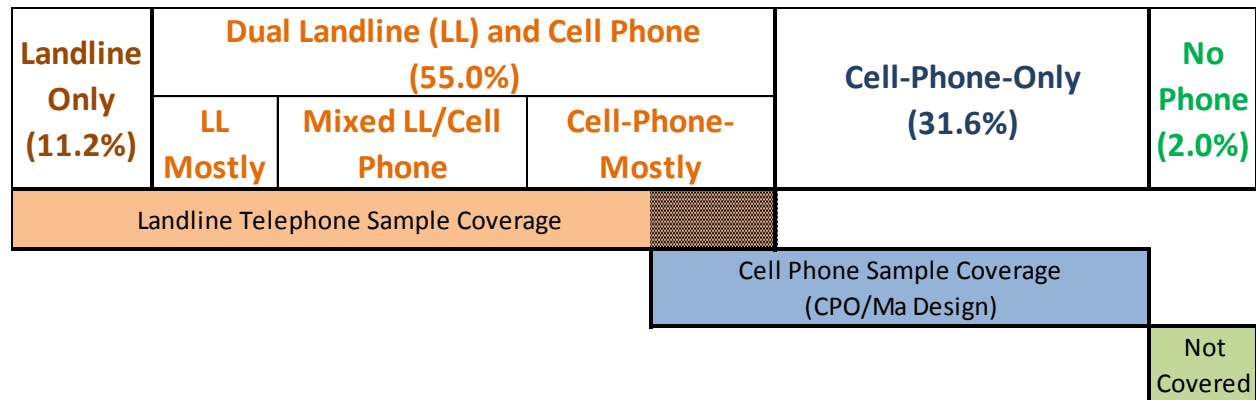 Landline
Only
(11.2%)
Dual Landline (LL) and Cell Phone
(55.0%)
LL
Mostly
Mixed LL/Cell
Phone
Cell-Phone-
Mostly
Cell-Phone-Only
(31.6%)
No
Phone
(2.0%)
Landline Telephone Sample Coverage
Cell Phone Sample Coverage
(CPO/Ma Design)
Not
Covered